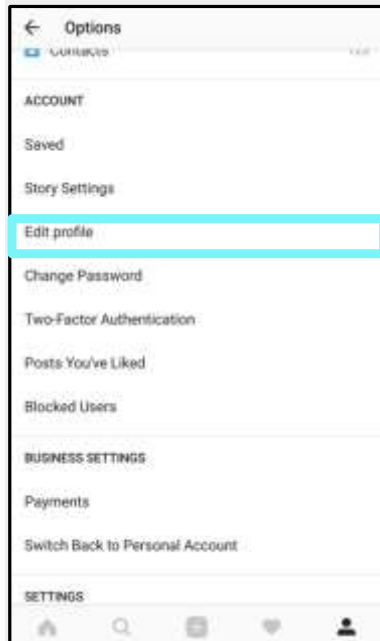 Options
Contacts
ACCOUNT
Saved
Story Settings
Edit profile
Change Password
Two-Factor Authentication
Posts You've Liked
Blocked Users
BUSINESS SETTINGS
Payments
Switch Back to Personal Account
SETTINGS